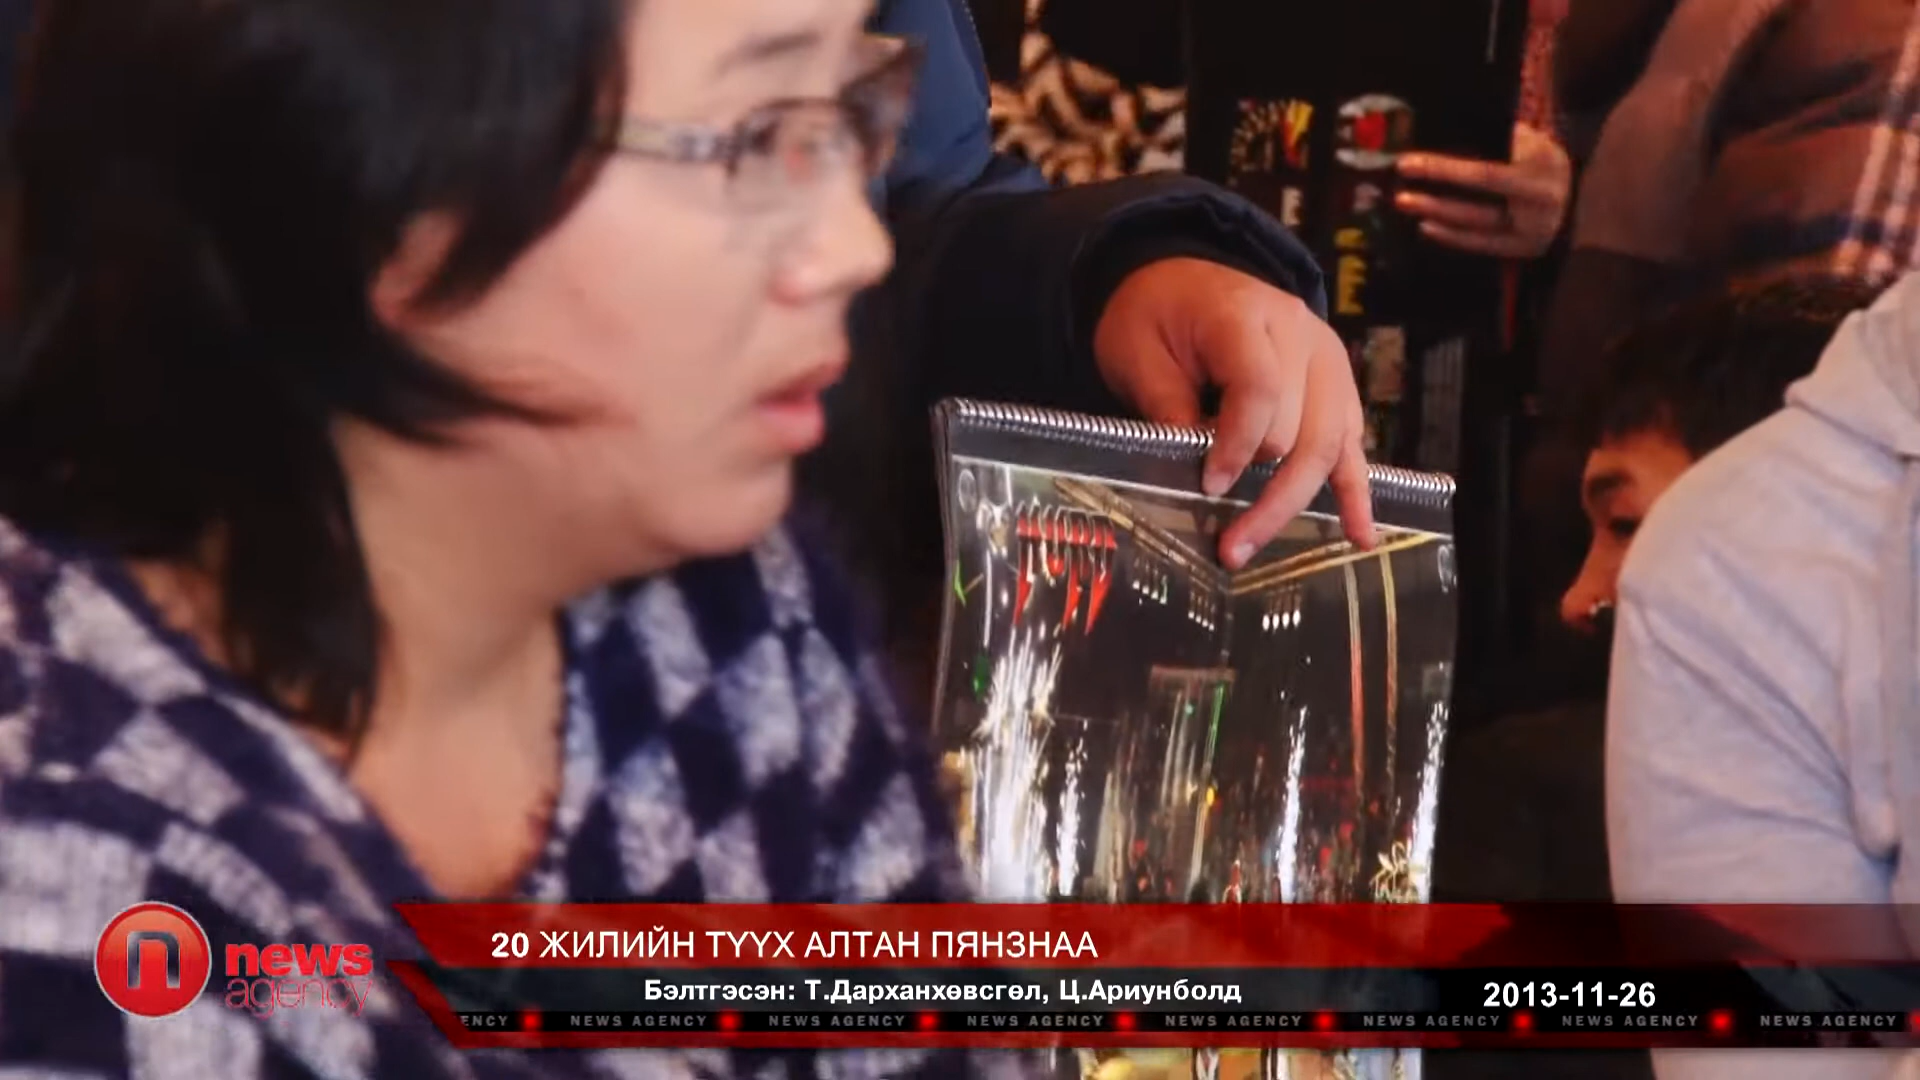 20 ЖИЛИЙН ТҮҮХ АЛТАН ПЯНЗНАА
news
agency
Бэлтгэсэн: Т.Дарханхөвсгөл, Ц.Ариунболд
2013-11-26
ENCY NEWS AGENCY NEWS AGENCY NEWS AGENCY NEWS AGENCY NEWS AGENCY NEWS AGENCY NEWS AGENCY